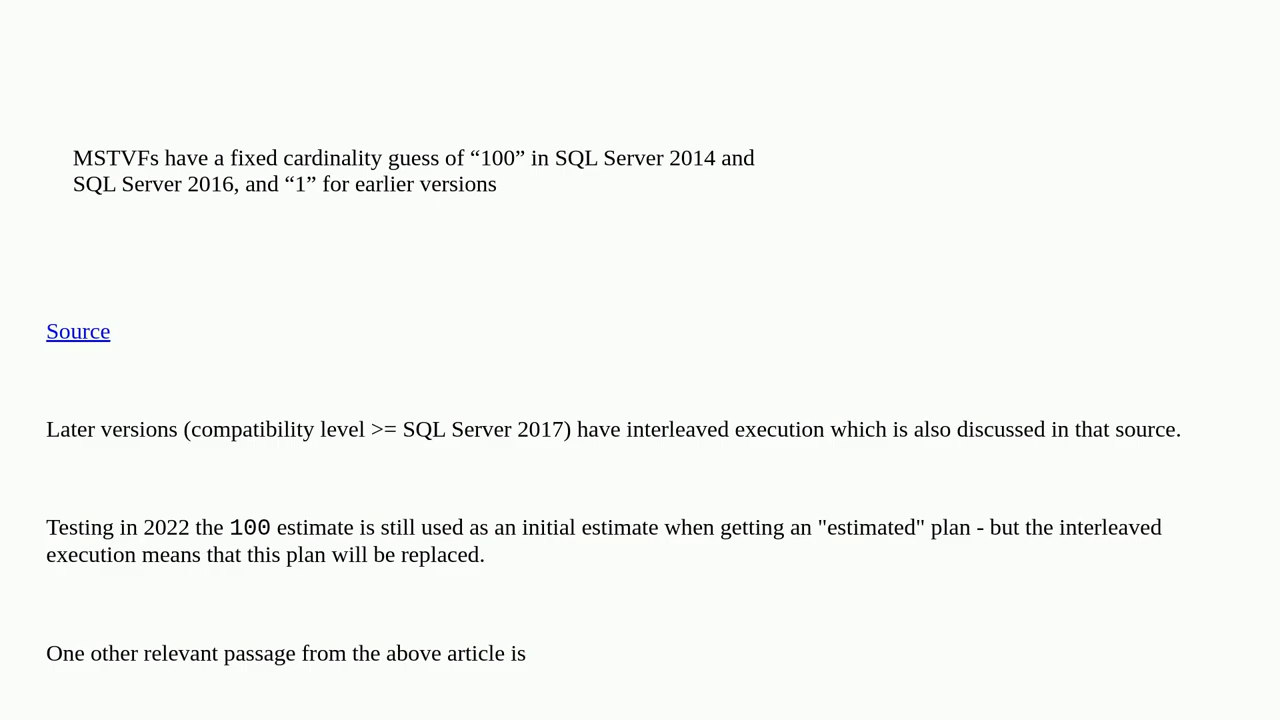 MSTVFs have a fixed cardinality guess of “100” in SQL Server 2014 and
SQL Server 2016, and “1” for earlier versions
Source
Later versions (compatibility level >= SQL Server 2017) have interleaved execution which is also discussed in that source.
Testing in 2022 the 100 estimate is still used as an initial estimate when getting an "estimated" plan - but the interleaved
execution means that this plan will be replaced.
One other relevant passage from the above article is